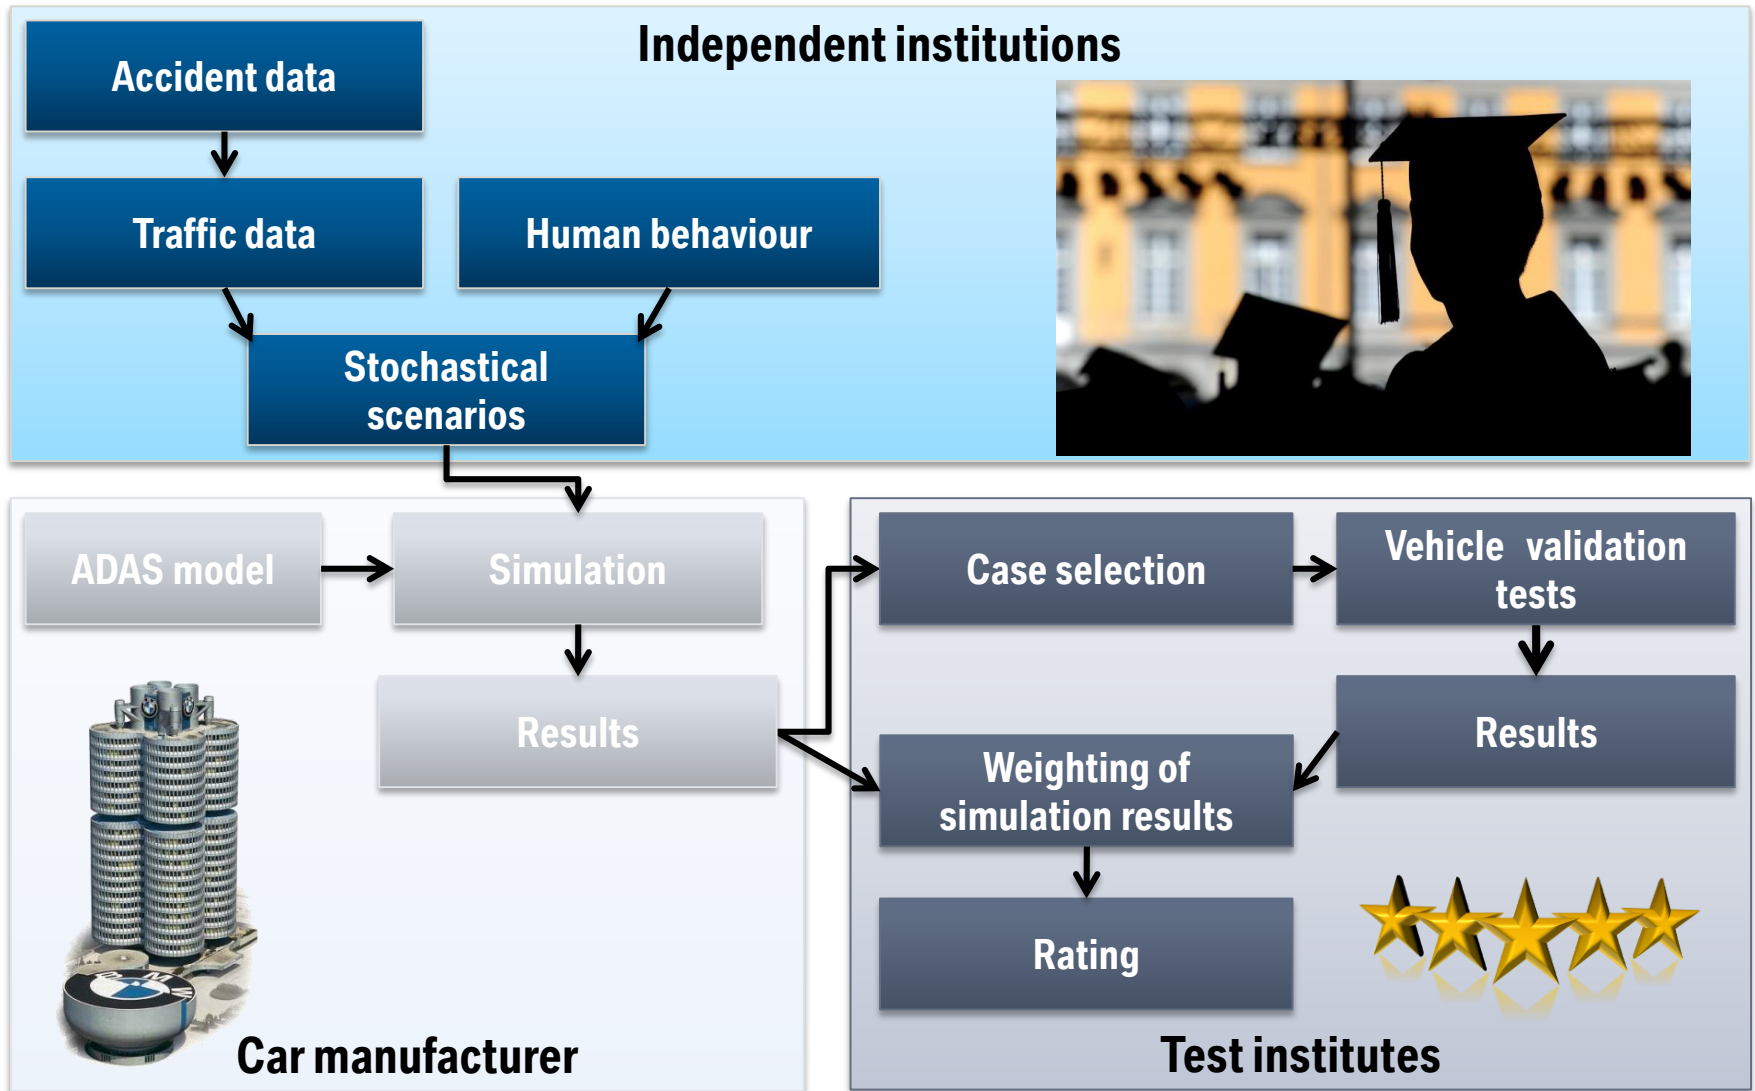 Independent institutions
Accident data
Traffic data
Human behaviour
Stochastical
scenarios
ADAS model
Simulation
Results
Car manufacturer
BMW
Case selection
Vehicle validation
tests
Results
Weighting of
simulation results
Rating
Test institutes